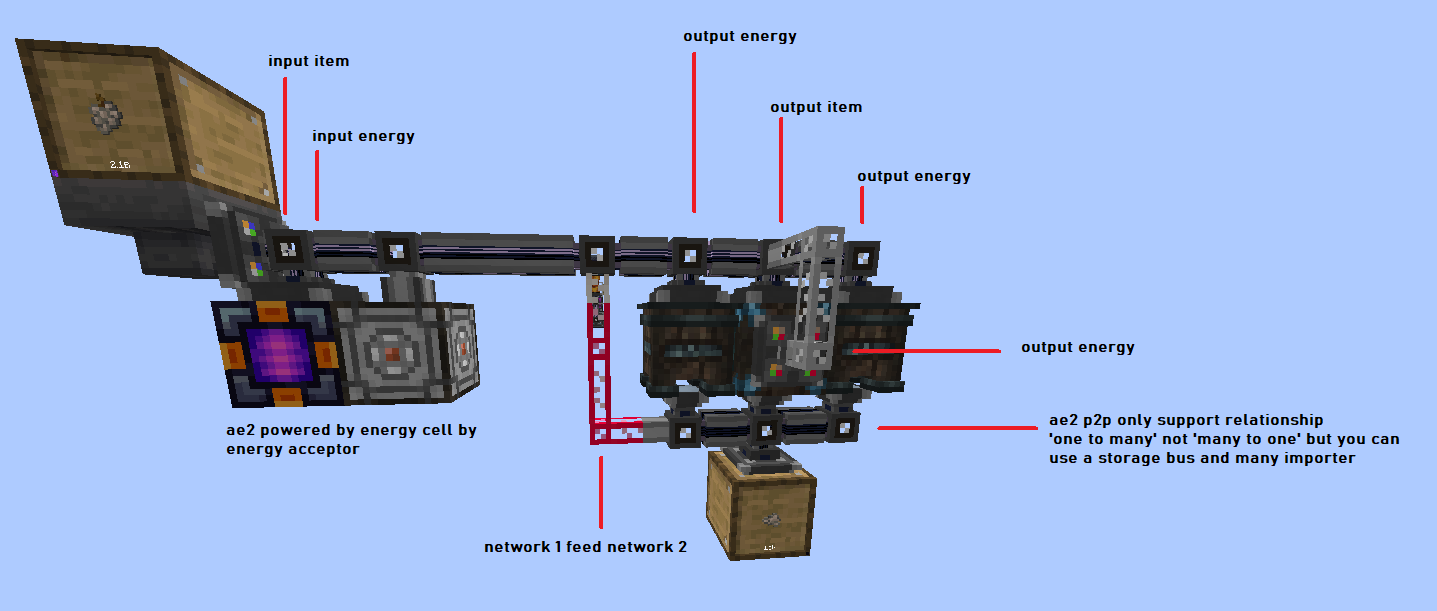 output energy
input item
output item
input energy
output energy
2.1B
output energy
ae2 p2p only support relationship
'one to many' not 'many to one' but you can
use a storage bus and many importer
ae2 powered by energy cell by
energy acceptor
network 1 feed network 2